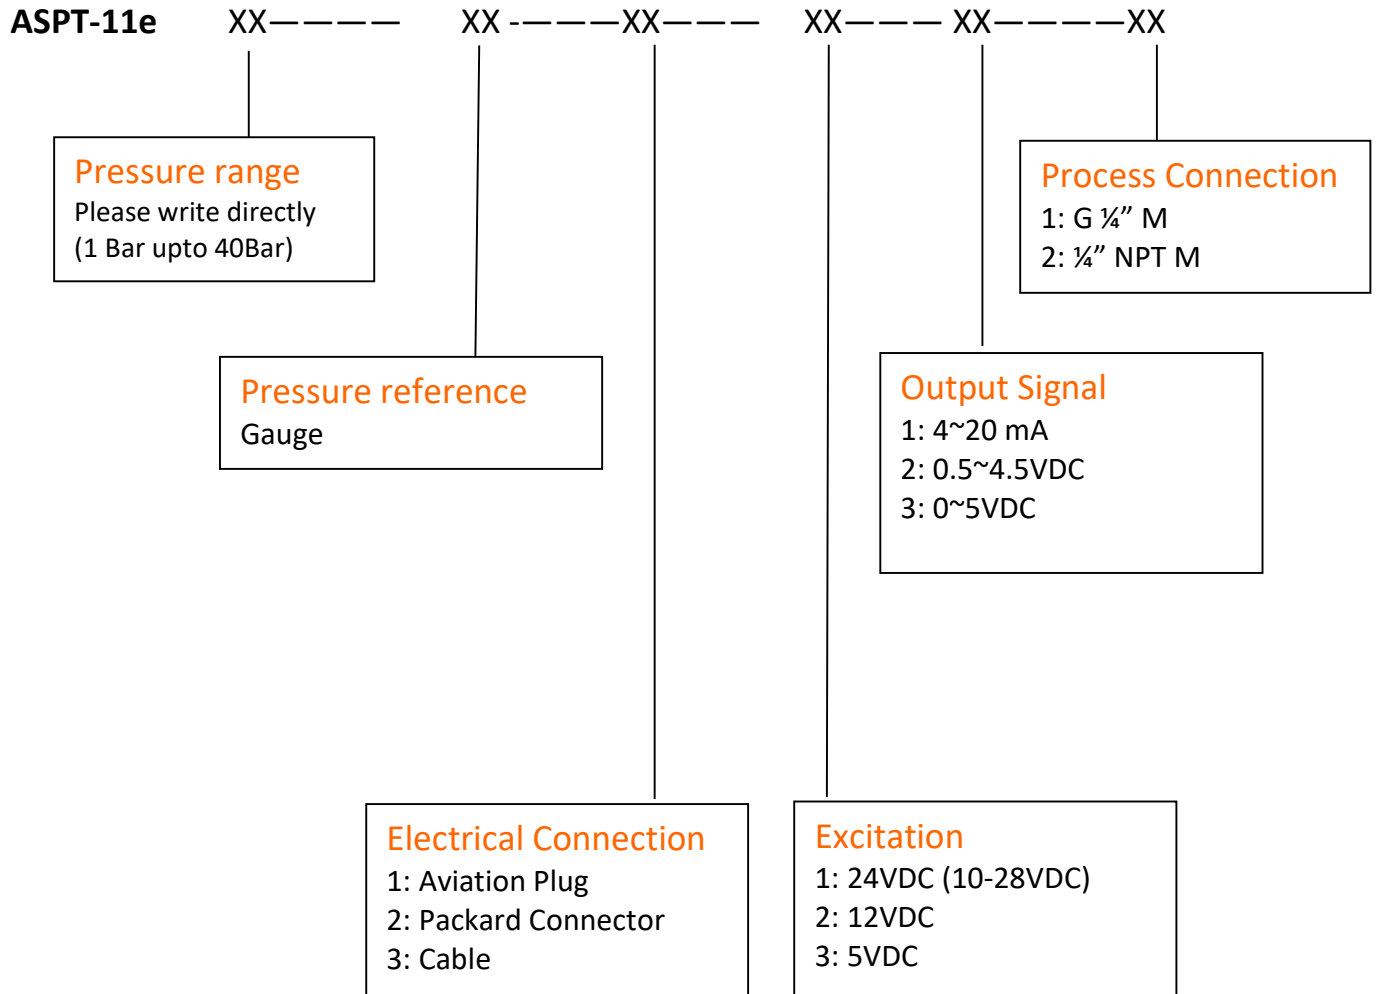 ASPT-11e XX———— XX -———XX——— XX——— XX————XX
Pressure range
Please write directly
(1 Bar upto 40Bar)
Process Connection
1: G ¼” M
2: ¼” NPT M
Pressure reference
Gauge
Output Signal
1: 4~20 mA
2: 0.5~4.5VDC
3: 0~5VDC
Electrical Connection
1: Aviation Plug
2: Packard Connector
3: Cable
Excitation
1: 24VDC (10-28VDC)
2: 12VDC
3: 5VDC